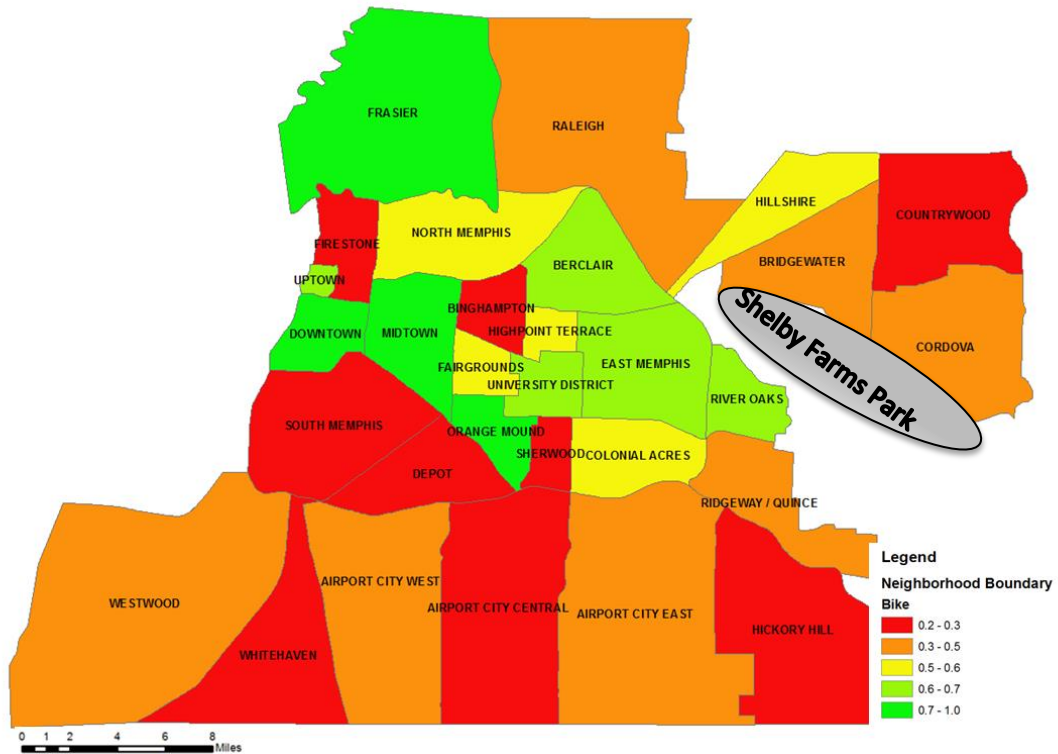 FRASIER
RALEIGH
HILLSHIRE
COUNTRYWOOD
NORTH MEMPHIS
FIRESTONE
BRIDGEWATER
BERCLAIR
UPTOWN
Shelby Farms Park
BINGHAMPTON
DOWNTOWN
MIDTOWN
HIGHPOINT TERRACE
CORDOVA
FAIRGROUNDS
EAST MEMPHIS
UNIVERSITY DISTRICT
RIVER OAKS
SOUTH MEMPHIS
ORANGE MOUND
SHERWOOD
COLONIAL ACRES
DEPOT
RIDGEWAY / QUINCE
AIRPORT CITY WEST
WESTWOOD
AIRPORT CITY CENTRAL
AIRPORT CITY EAST
HICKORY HILL
WHITEHAVEN
Legend
Neighborhood Boundary
Bike
0.2 - 0.3
0.3 - 0.5
0.5 - 0.6
0.6 - 0.7
0.7 - 1.0
0 1 2 4 6 8
Miles